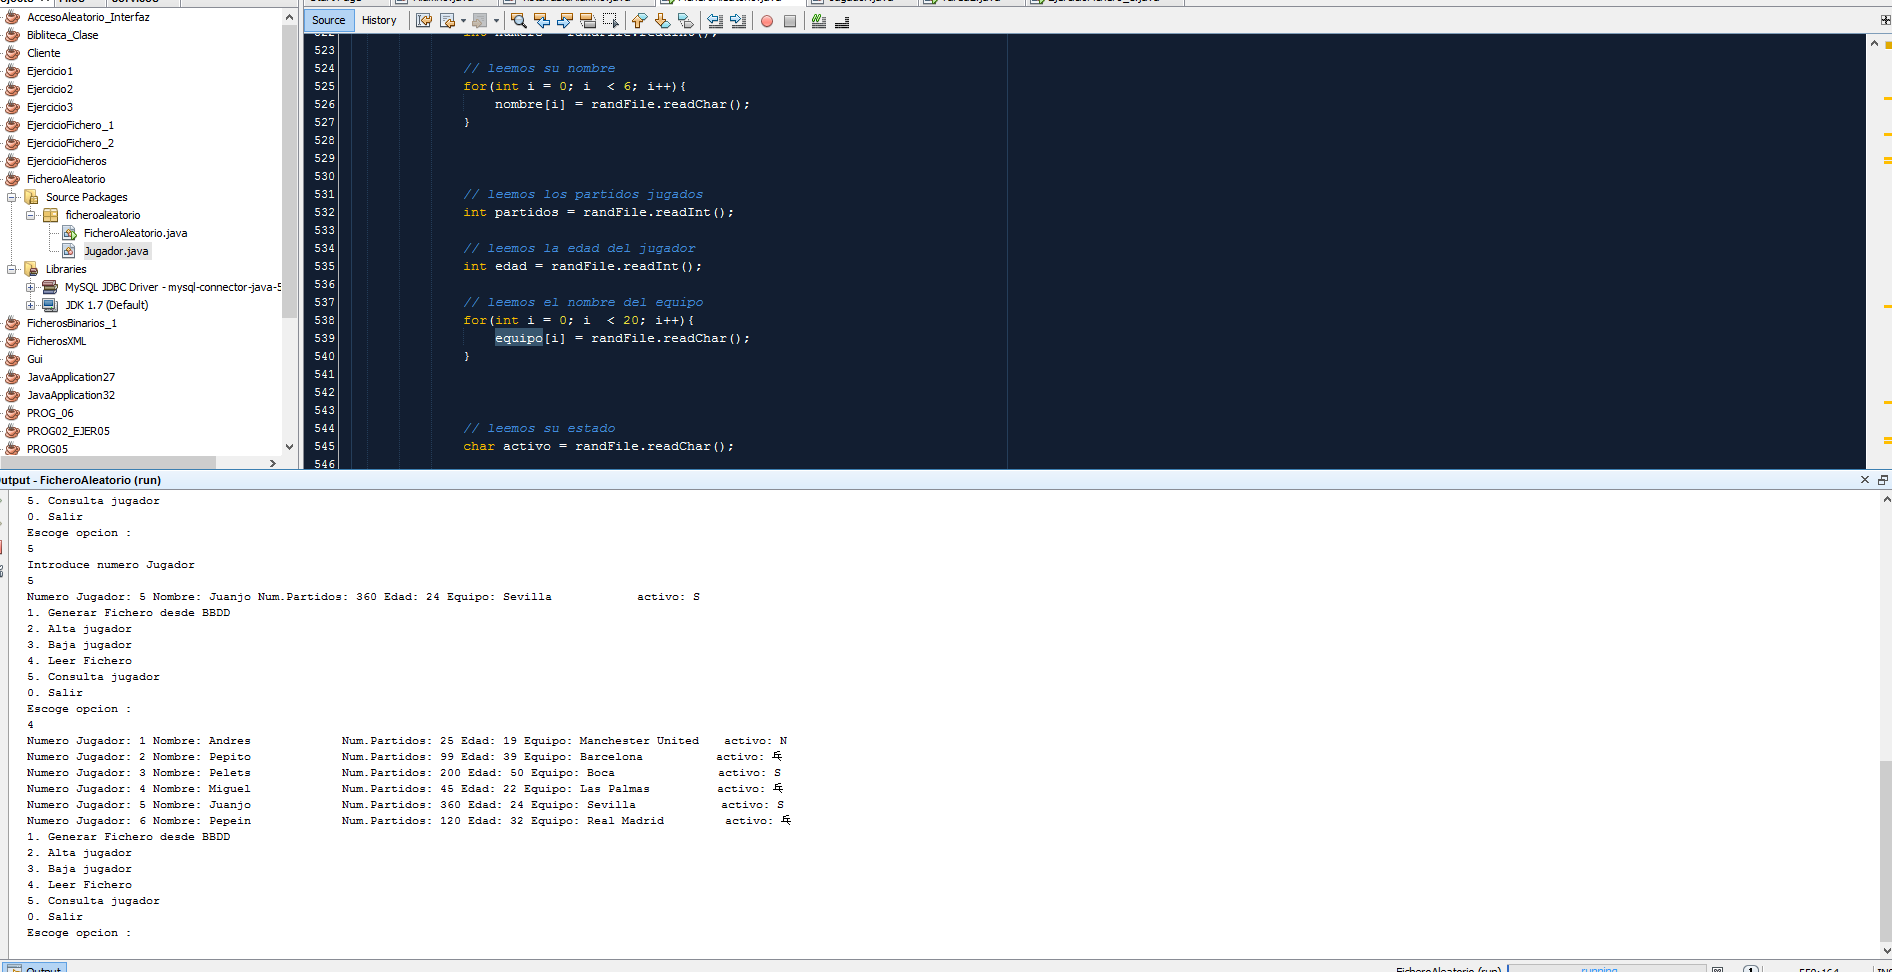 Source
History
AccesoAleatorio_Interfaz
Bibliteca_Clase
Cliente
Ejercicio1
Ejercicio2
Ejercicio3
EjercicioFichero_1
EjercicioFichero_2
EjercicioFicheros
FicheroAleatorio
Source Packages
ficheroaleatorio
FicheroAleatorio.java
Jugador.java
Libraries
MySQL JDBC Driver - mysql-connector-java-5
JDK 1.7 (Default)
FicherosBinarios_1
FicherosXML
Gui
JavaApplication27
JavaApplication32
PROG_06
PROG02_EJER05
PROG05
523
524 // leemos su nombre
525 for(int i = 0; i  < 6; i++){
526 nombre[i] = randFile.readChar();
527 }
528
529
530
531 // leemos los partidos jugados
532 int partidos = randFile.readInt();
533
534 // leemos la edad del jugador
535 int edad = randFile.readInt();
536
537 // leemos el nombre del equipo
538 for(int i = 0; i  < 20; i++){
539 equipo[i] = randFile.readChar();
540 }
541
542
543
544 // leemos su estado
545 char activo = randFile.readChar();
546
utput - FicheroAleatorio (run)
5. Consulta jugador
0. Salir
Escoge opcion :
5
Introduce numero Jugador
5
Numero Jugador: 5 Nombre: Juanjo Num.Partidos: 360 Edad: 24 Equipo: Sevilla activo: S
1. Generar Fichero desde BBDD
2. Alta jugador
3. Baja jugador
4. Leer Fichero
5. Consulta jugador
0. Salir
Escoge opcion :
4
Numero Jugador: 1 Nombre: Andres Num.Partidos: 25 Edad: 19 Equipo: Manchester United activo: N
Numero Jugador: 2 Nombre: Pepito Num.Partidos: 99 Edad: 39 Equipo: Barcelona activo:
Numero Jugador: 3 Nombre: Pelets Num.Partidos: 200 Edad: 50 Equipo: Boca activo: S
Numero Jugador: 4 Nombre: Miguel Num.Partidos: 45 Edad: 22 Equipo: Las Palmas activo:
Numero Jugador: 5 Nombre: Juanjo Num.Partidos: 360 Edad: 24 Equipo: Sevilla activo: S
Numero Jugador: 6 Nombre: Pepein Num.Partidos: 120 Edad: 32 Equipo: Real Madrid activo:
1. Generar Fichero desde BBDD
2. Alta jugador
3. Baja jugador
4. Leer Fichero
5. Consulta jugador
0. Salir
Escoge opcion :